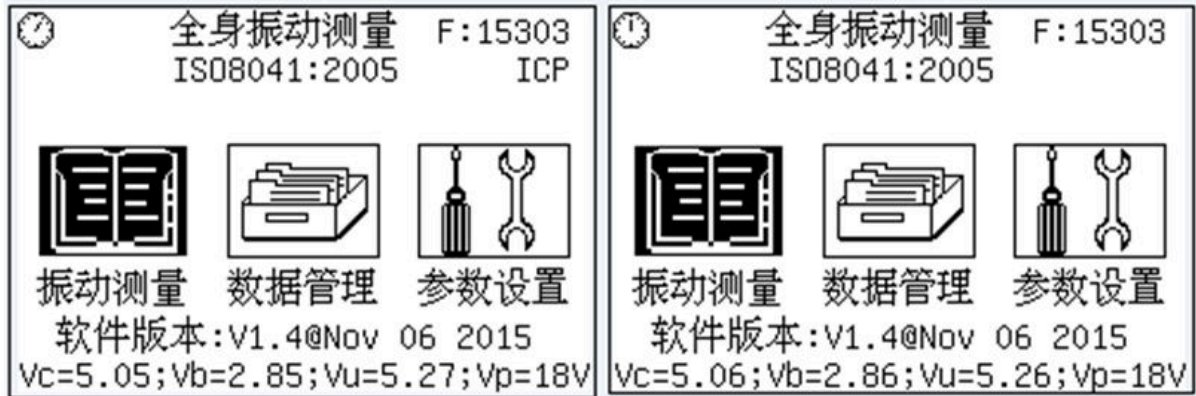 全身振动测量 F:15303
ISO8041:2005 ICP
振动测量 数据管理 参数设置
软件版本:V1.4@Nov 06 2015
Vc=5.05;Vb=2.85;Vu=5.27;Vp=18V
全身振动测量 F:15303
ISO8041:2005
振动测量 数据管理 参数设置
软件版本:V1.4@Nov 06 2015
Vc=5.06;Vb=2.86;Vu=5.26;Vp=18V